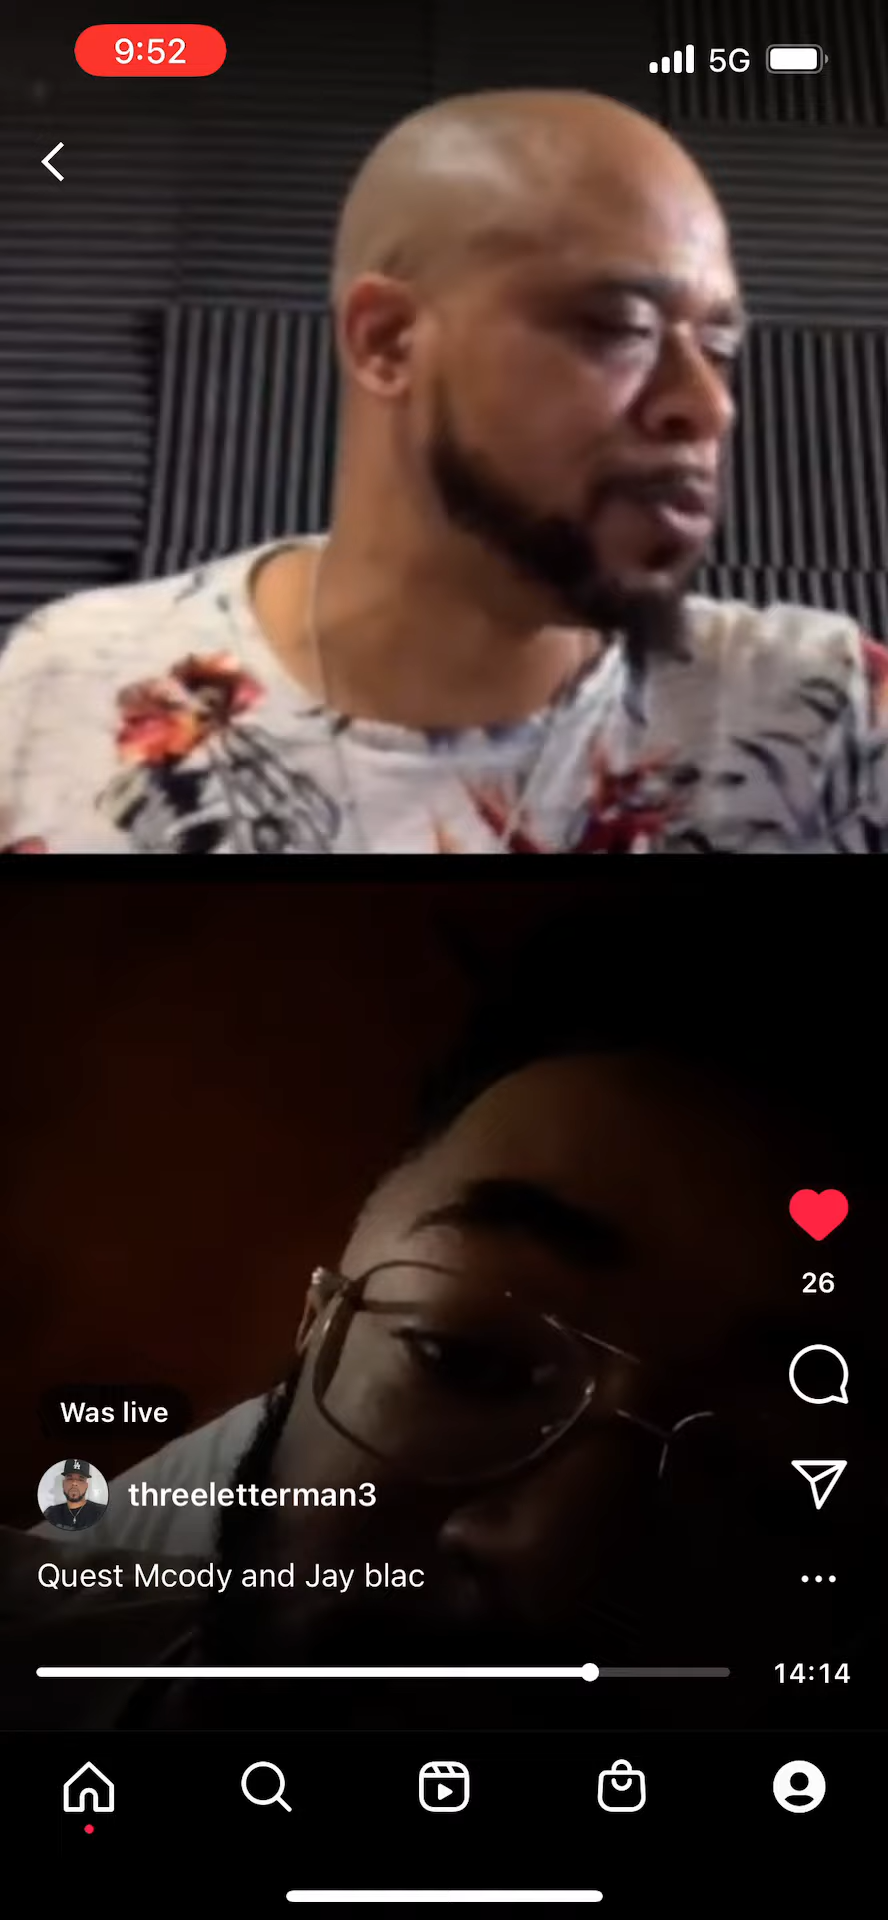 9:52
5G
26
Was live
threeletterman3
Quest Mcody and Jay blac
14:14